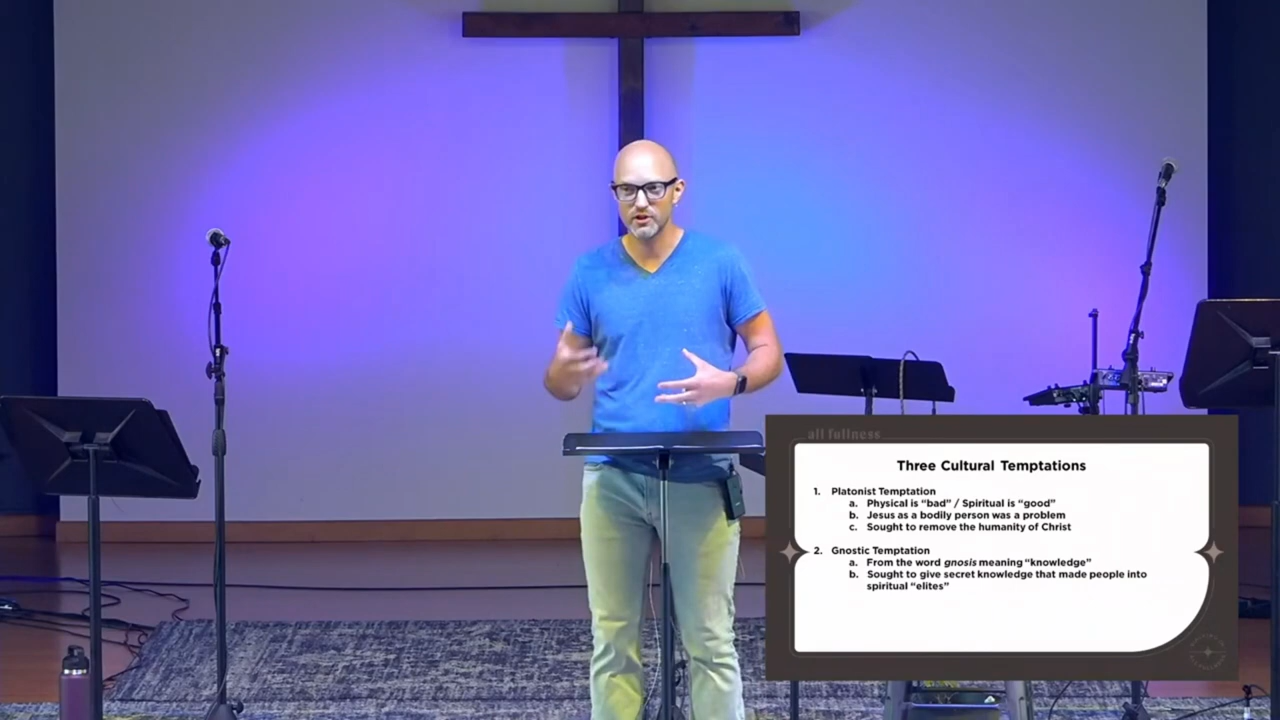 all fullness
Three Cultural Temptations
1. Platonist Temptation
a. Physical is “bad” / Spiritual is “good”
b. Jesus as a bodily person was a problem
c. Sought to remove the humanity of Christ
2. Gnostic Temptation
a. From the word gnosis meaning “knowledge”
b. Sought to give secret knowledge that made people into
spiritual “elites”